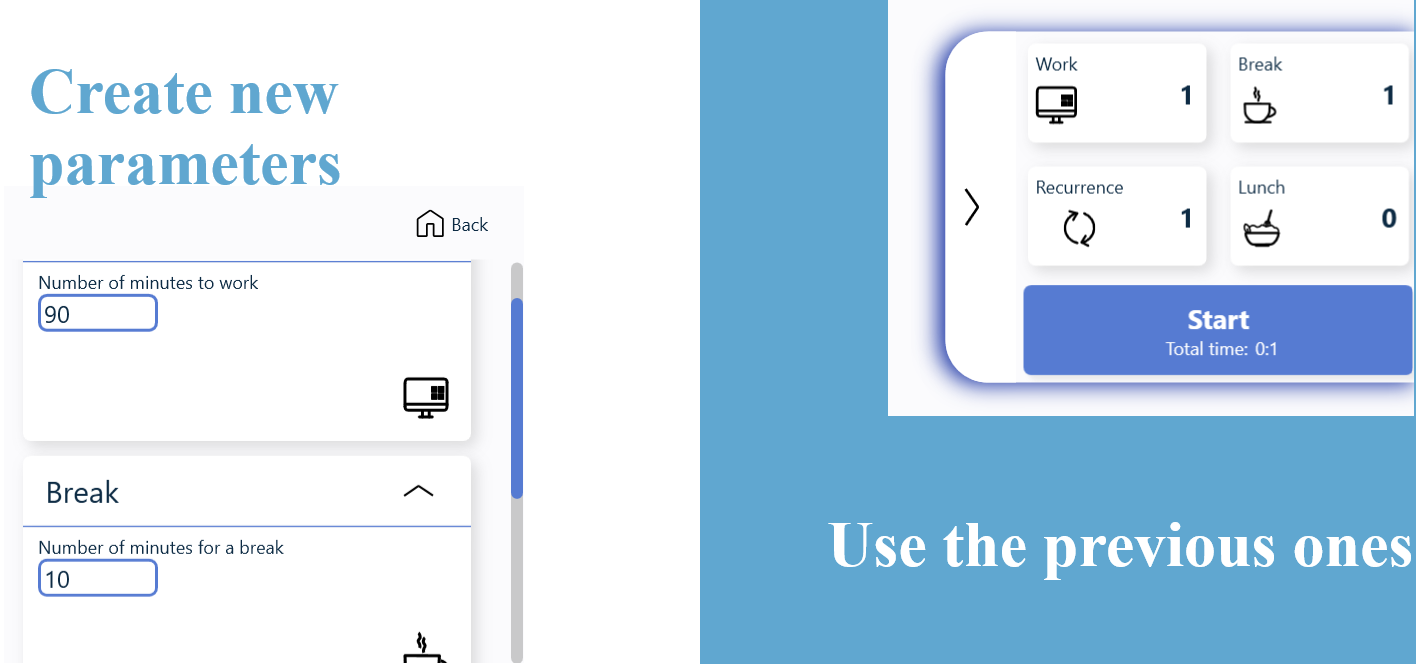 Create new
parameters
Back
Number of minutes to work
90
Break
Number of minutes for a break
10
Work
1
Break
1
Recurrence
1
Lunch
0
Start
Total time: 0:1
Use the previous ones